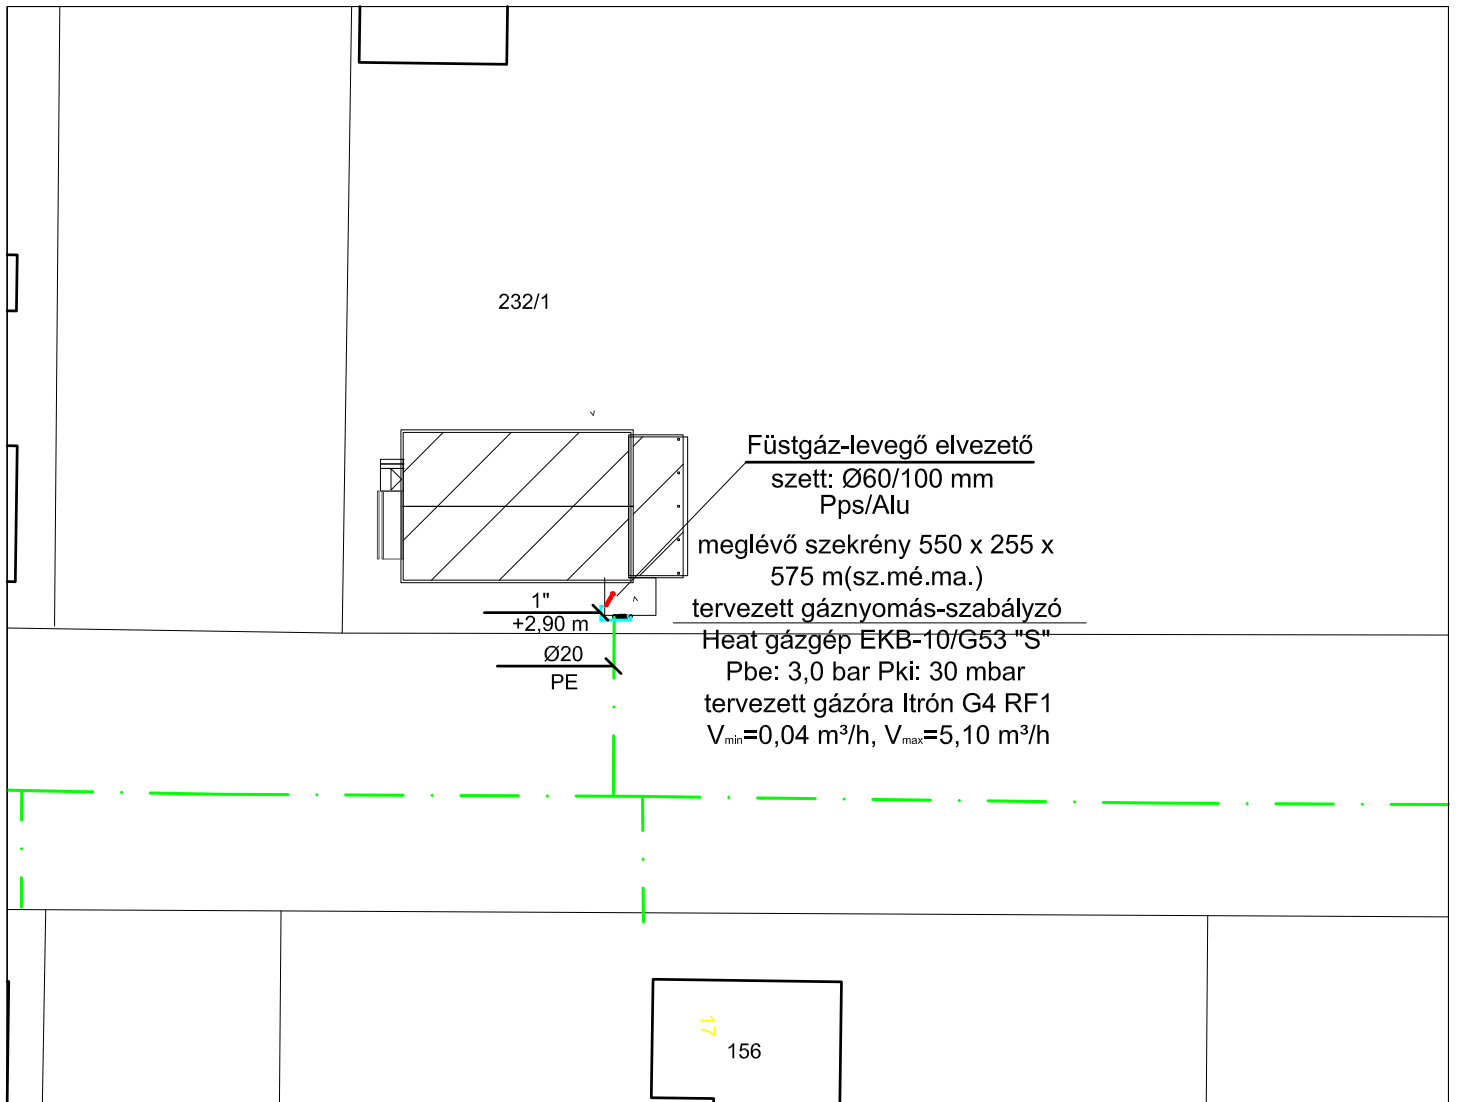 232/1
Füstgáz-levegő elvezető
szett: Ø60/100 mm
Pps/Alu
meglévő szekrény 550 x 255 x
575 m(sz.mé.ma.)
tervezett gáznyomás-szabályzó
Heat gázgép EKB-10/G53 "S"
Pbe: 3,0 bar Pki: 30 mbar
tervezett gázóra Itrón G4 RF1
Vmin=0,04 m³/h, Vmax=5,10 m³/h
1"
+2,90 m
Ø20
PE
17
156